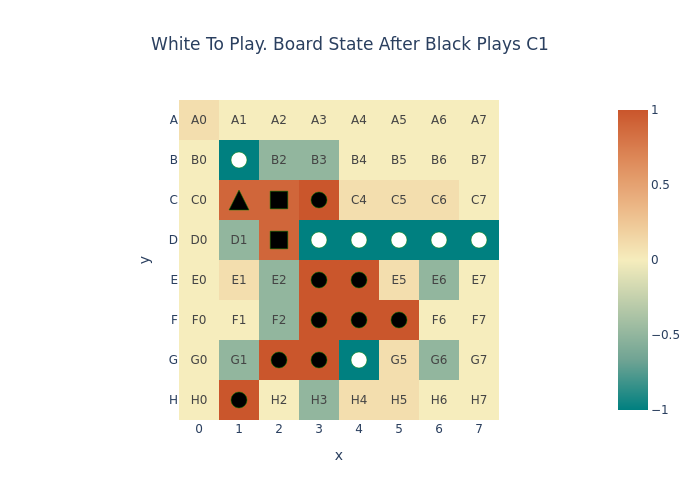 White To Play. Board State After Black Plays C1
A A0 A1 A2 A3 A4 A5 A6 A7
B B0 B2 B3 B4 B5 B6 B7
C C0 C4 C5 C6 C7
D D0 D1
E E0 E1 E2 E5 E6 E7
F F0 F1 F2 F6 F7
G G0 G1 G5 G6 G7
H H0 H2 H3 H4 H5 H6 H7
0 1 2 3 4 5 6 7
x
y
1
0.5
0
−0.5
−1